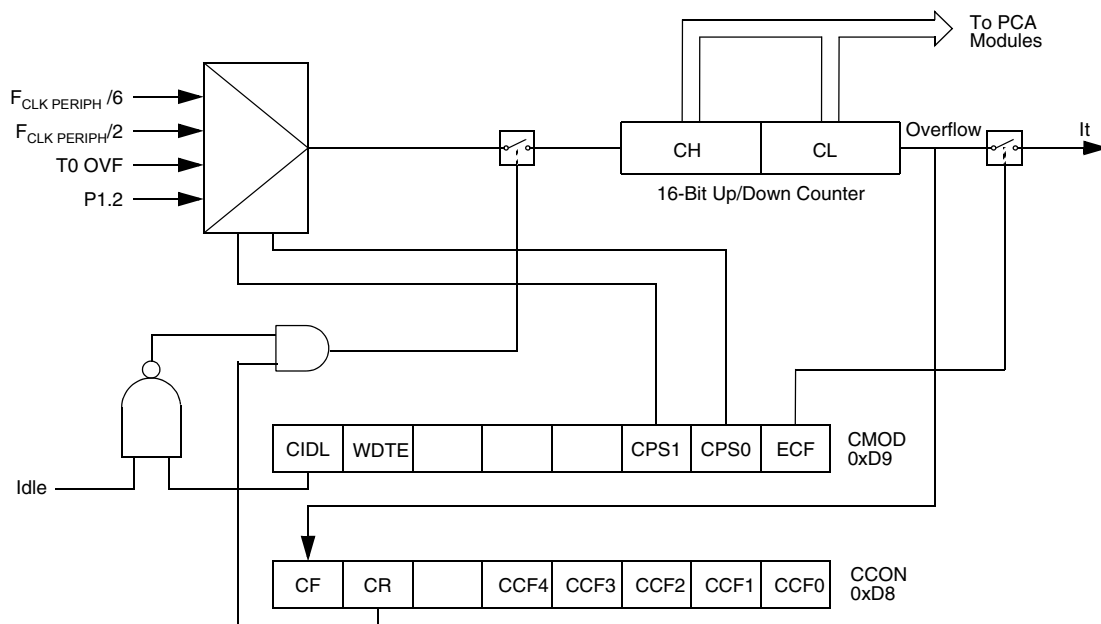 To PCA
Modules
FCLK PERIPH /6
FCLK PERIPH/2
T0 OVF
P1.2
CH
CL
Overflow
It
16-Bit Up/Down Counter
CIDL
WDTE
CPS1
CPS0
ECF
CMOD
0xD9
Idle
CF
CR
CCF4
CCF3
CCF2
CCF1
CCF0
CCON
0xD8